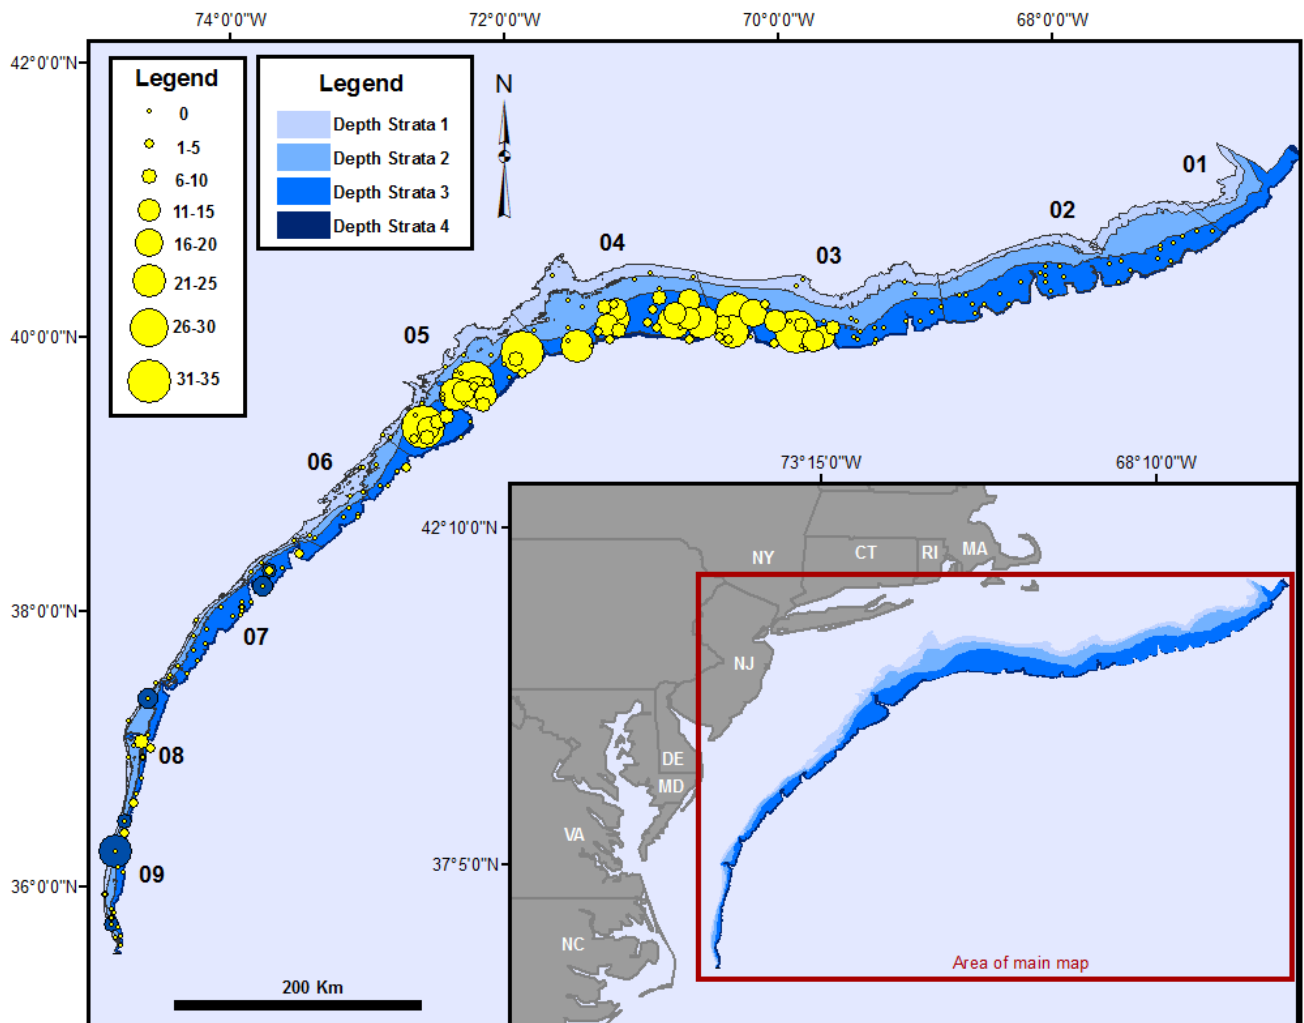 74°0'0"W 72°0'0"W 70°0'0"W 68°0'0"W
42°0'0"N
40°0'0"N
38°0'0"N
36°0'0"N
Legend
0
1-5
6-10
11-15
16-20
21-25
26-30
31-35
Legend
Depth Strata 1
Depth Strata 2
Depth Strata 3
Depth Strata 4
N
01
02
03
04
05
06
07
08
09
200 Km
73°15'0"W 68°10'0"W
42°10'0"N
37°5'0"N
NY CT RI MA
NJ
DE
MD
VA
NC
Area of main map